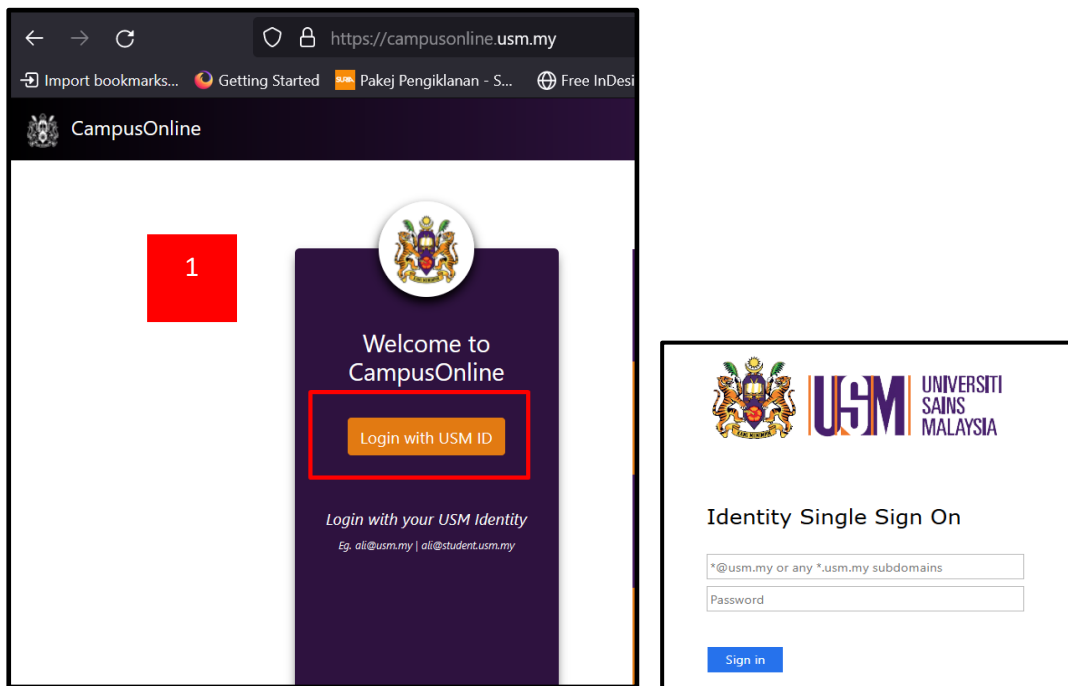 https://campusonline.usm.my
Import bookmarks... Getting Started Pakej Pengiklanan - S... Free InDesi
CampusOnline
1
Welcome to
CampusOnline
Login with USM ID
Login with your USM Identity
Eg. ali@usm.my | ali@student.usm.my
USM
UNIVERSITI
SAINS
MALAYSIA
Identity Single Sign On
*@usm.my or any *.usm.my subdomains
Password
Sign in